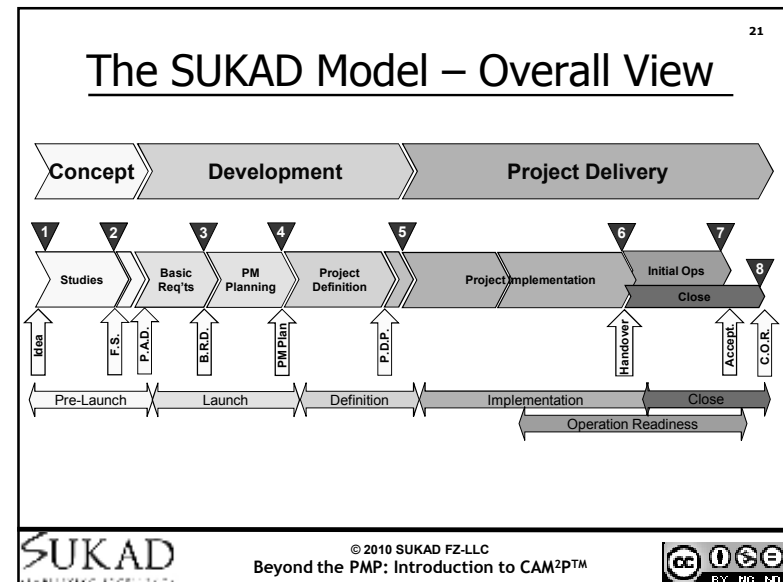 21
The SUKAD Model – Overall View
Concept
Development
Project Delivery
1
2
3
4
5
6
7
8
Studies
Basic
Req'ts
PM
Planning
Project
Definition
Project Implementation
Initial Ops
Close
Idea
F.S.
P.A.D.
B.R.D.
PM Plan
P.D.P.
Handover
Accept.
C.O.R.
Pre-Launch
Launch
Definition
Implementation
Close
Operation Readiness
SUKAD
© 2010 SUKAD FZ-LLC
Beyond the PMP: Introduction to CAM²P™
cc